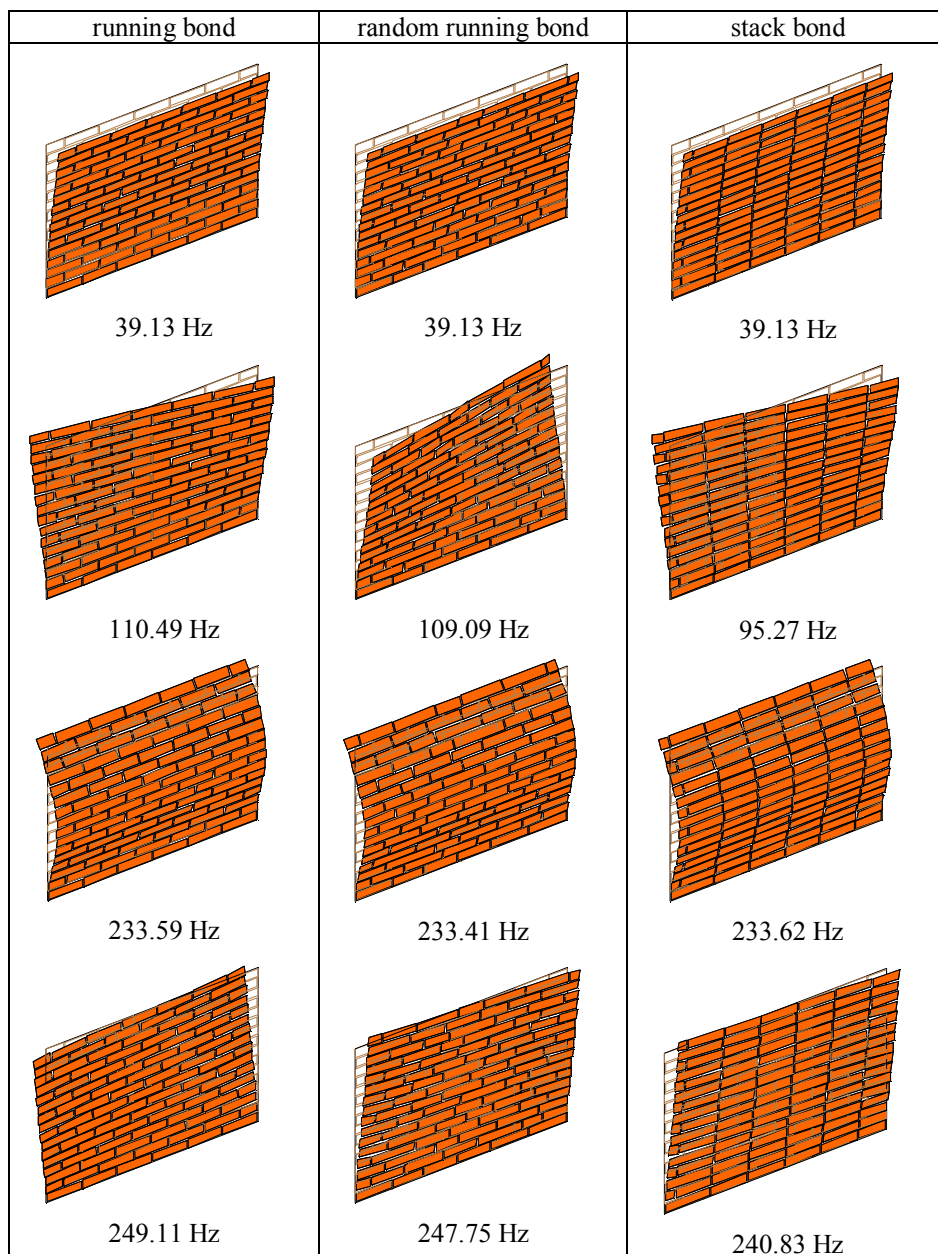 running bond random running bond stack bond
39.13 Hz 39.13 Hz 39.13 Hz
110.49 Hz 109.09 Hz 95.27 Hz
233.59 Hz 233.41 Hz 233.62 Hz
249.11 Hz 247.75 Hz 240.83 Hz